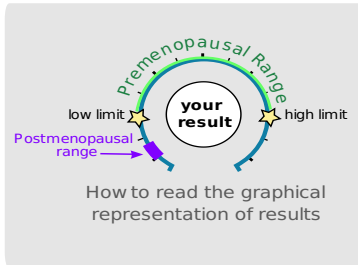 Premenopausal Range
your
result
low limit
high limit
Postmenopausal
range
How to read the graphical
representation of results